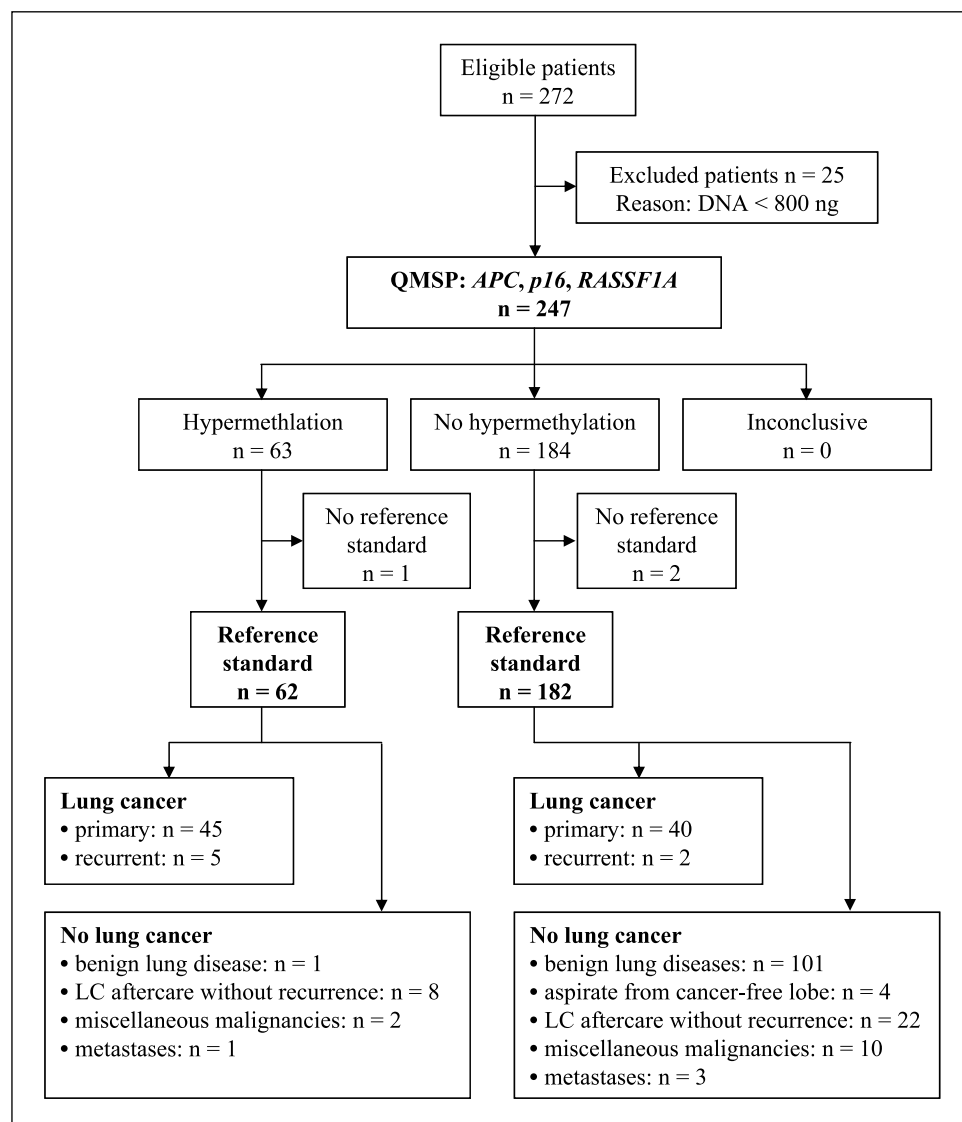 Eligible patients
n = 272
Excluded patients n = 25
Reason: DNA < 800 ng
QMSP: APC, p16, RASSF1A
n = 247
Hypermethlation
n = 63
No hypermethylation
n = 184
Inconclusive
n = 0
No reference
standard
n = 1
No reference
standard
n = 2
Reference
standard
n = 62
Reference
standard
n = 182
Lung cancer
• primary: n = 45
• recurrent: n = 5
Lung cancer
• primary: n = 40
• recurrent: n = 2
No lung cancer
• benign lung disease: n = 1
• LC aftercare without recurrence: n = 8
• miscellaneous malignancies: n = 2
• metastases: n = 1
No lung cancer
• benign lung diseases: n = 101
• aspirate from cancer-free lobe: n = 4
• LC aftercare without recurrence: n = 22
• miscellaneous malignancies: n = 10
• metastases: n = 3